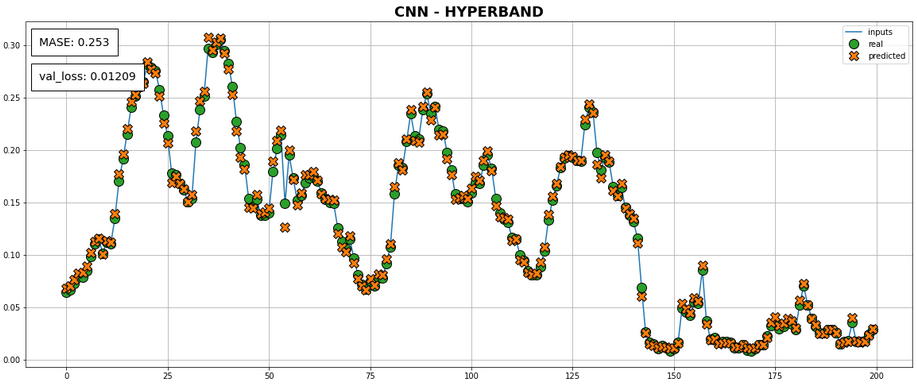 CNN - HYPERBAND
MASE: 0.253
val_loss: 0.01209
inputs
real
predicted
0.30
0.25
0.20
0.15
0.10
0.05
0.00
0 25 50 75 100 125 150 175 200